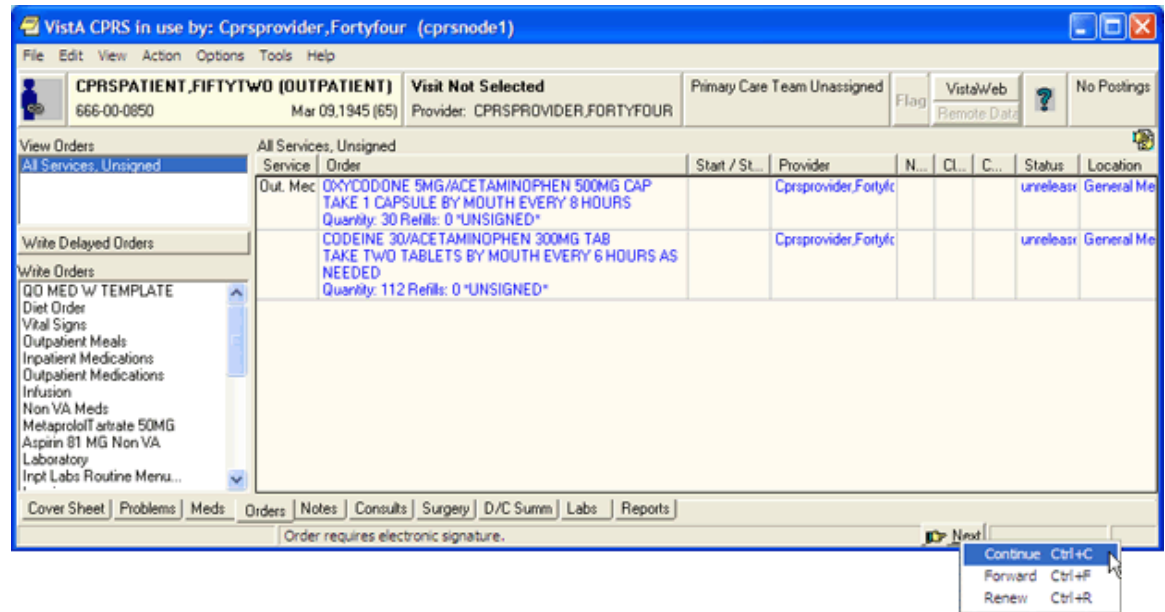 VistA CPRS in use by: Cprsprovider,Fortyfour (cprsnode1)
File Edit View Action Options Tools Help
CPRSPATIENT,FIFTYTWO (OUTPATIENT)
666-00-0850 Mar 09,1945 (65)
Visit Not Selected
Provider: CPRSPROVIDER,FORTYFOUR
Primary Care Team Unassigned
Flag
VistaWeb
Remote Data
?
No Postings
View Orders
All Services, Unsigned
Write Delayed Orders
Write Orders
QO MED W TEMPLATE
Diet Order
Vital Signs
Outpatient Meals
Inpatient Medications
Outpatient Medications
Infusion
Non VA Meds
MetaprololTartrate 50MG
Aspirin 81 MG Non VA
Laboratory
Inpt Labs Routine Menu...
All Services, Unsigned
Service Order Start / St... Provider N... Cl... C... Status Location
Out. Mec OXYCODONE 5MG/ACETAMINOPHEN 500MG CAP Cprsprovider,Fortyfc unrelease General Me
TAKE 1 CAPSULE BY MOUTH EVERY 8 HOURS
Quantity: 30 Refills: 0 *UNSIGNED*
CODEINE 30/ACETAMINOPHEN 300MG TAB Cprsprovider,Fortyfc unrelease General Me
TAKE TWO TABLETS BY MOUTH EVERY 6 HOURS AS
NEEDED
Quantity: 112 Refills: 0 *UNSIGNED*
Cover Sheet Problems Meds Orders Notes Consults Surgery D/C Summ Labs Reports
Order requires electronic signature.
Next
Continue Ctrl+C
Forward Ctrl+F
Renew Ctrl+R